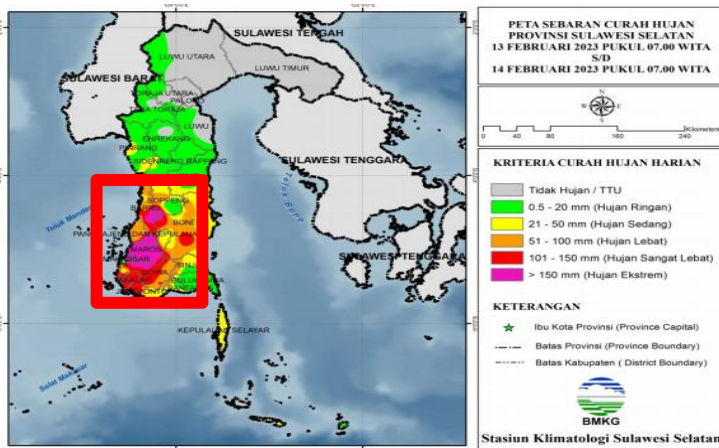 PETA SEBARAN CURAH HUJAN
PROVINSI SULAWESI SELATAN
13 FEBRUARI 2023 PUKUL 07.00 WITA
S/D
14 FEBRUARI 2023 PUKUL 07.00 WITA
W E
0 40 80 160 240 Kilometers
KRITERIA CURAH HUJAN HARIAN
Tidak Hujan / TTU
0.5 - 20 mm (Hujan Ringan)
21 - 50 mm (Hujan Sedang)
51 - 100 mm (Hujan Lebat)
101 - 150 mm (Hujan Sangat Lebat)
> 150 mm (Hujan Ekstrem)
KETERANGAN
Ibu Kota Provinsi (Province Capital)
Batas Provinsi (Province Boundary)
Batas Kabupaten ( District Boundary)
BMKG
Stasiun Klimatologi Sulawesi Selatan
SULAWESI TENGAH
LUWU UTARA
LUWU TIMUR
SULAWESI BARAT
TORAJA UTARA
PALOPO
TANA TORAJA
LUWU
ENREKANG
PINRANG
SIDENRENG RAPPANG
SULAWESI TENGGARA
Teluk Bone
SOPPENG
BARRU
BONE
MAROS
GOWA
KEPULAUAN SELAYAR
Selat Makassar